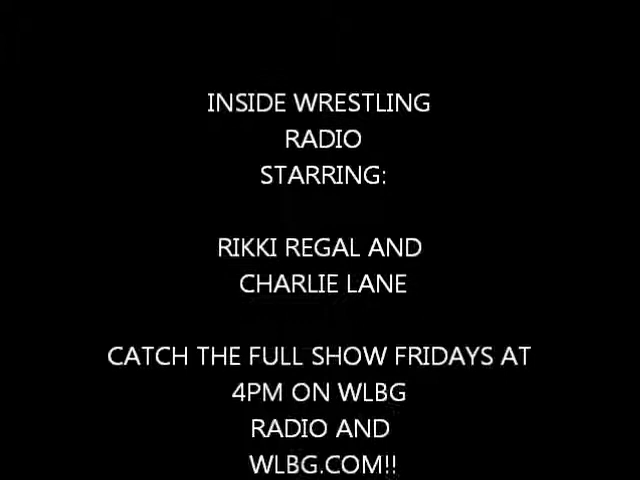 INSIDE WRESTLING
RADIO
STARRING:
RIKKI REGAL AND
CHARLIE LANE
CATCH THE FULL SHOW FRIDAYS AT
4PM ON WLBG
RADIO AND
WLBG.COM!!